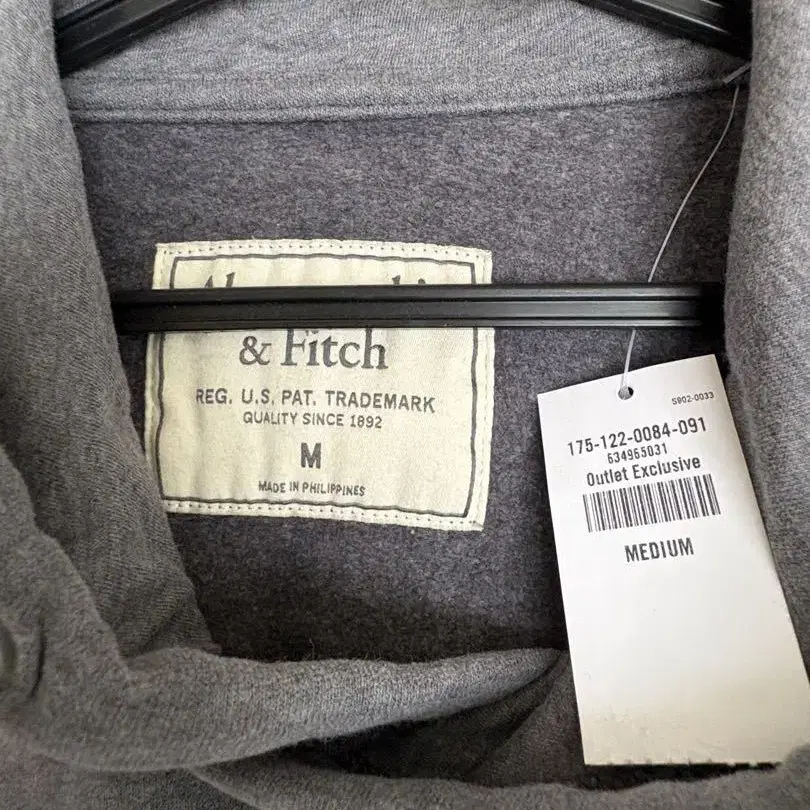 & Fitch
REG. U.S. PAT. TRADEMARK
QUALITY SINCE 1892
M
MADE IN PHILIPPINES
S902-0033
175-122-0084-091
634965031
Outlet Exclusive
MEDIUM